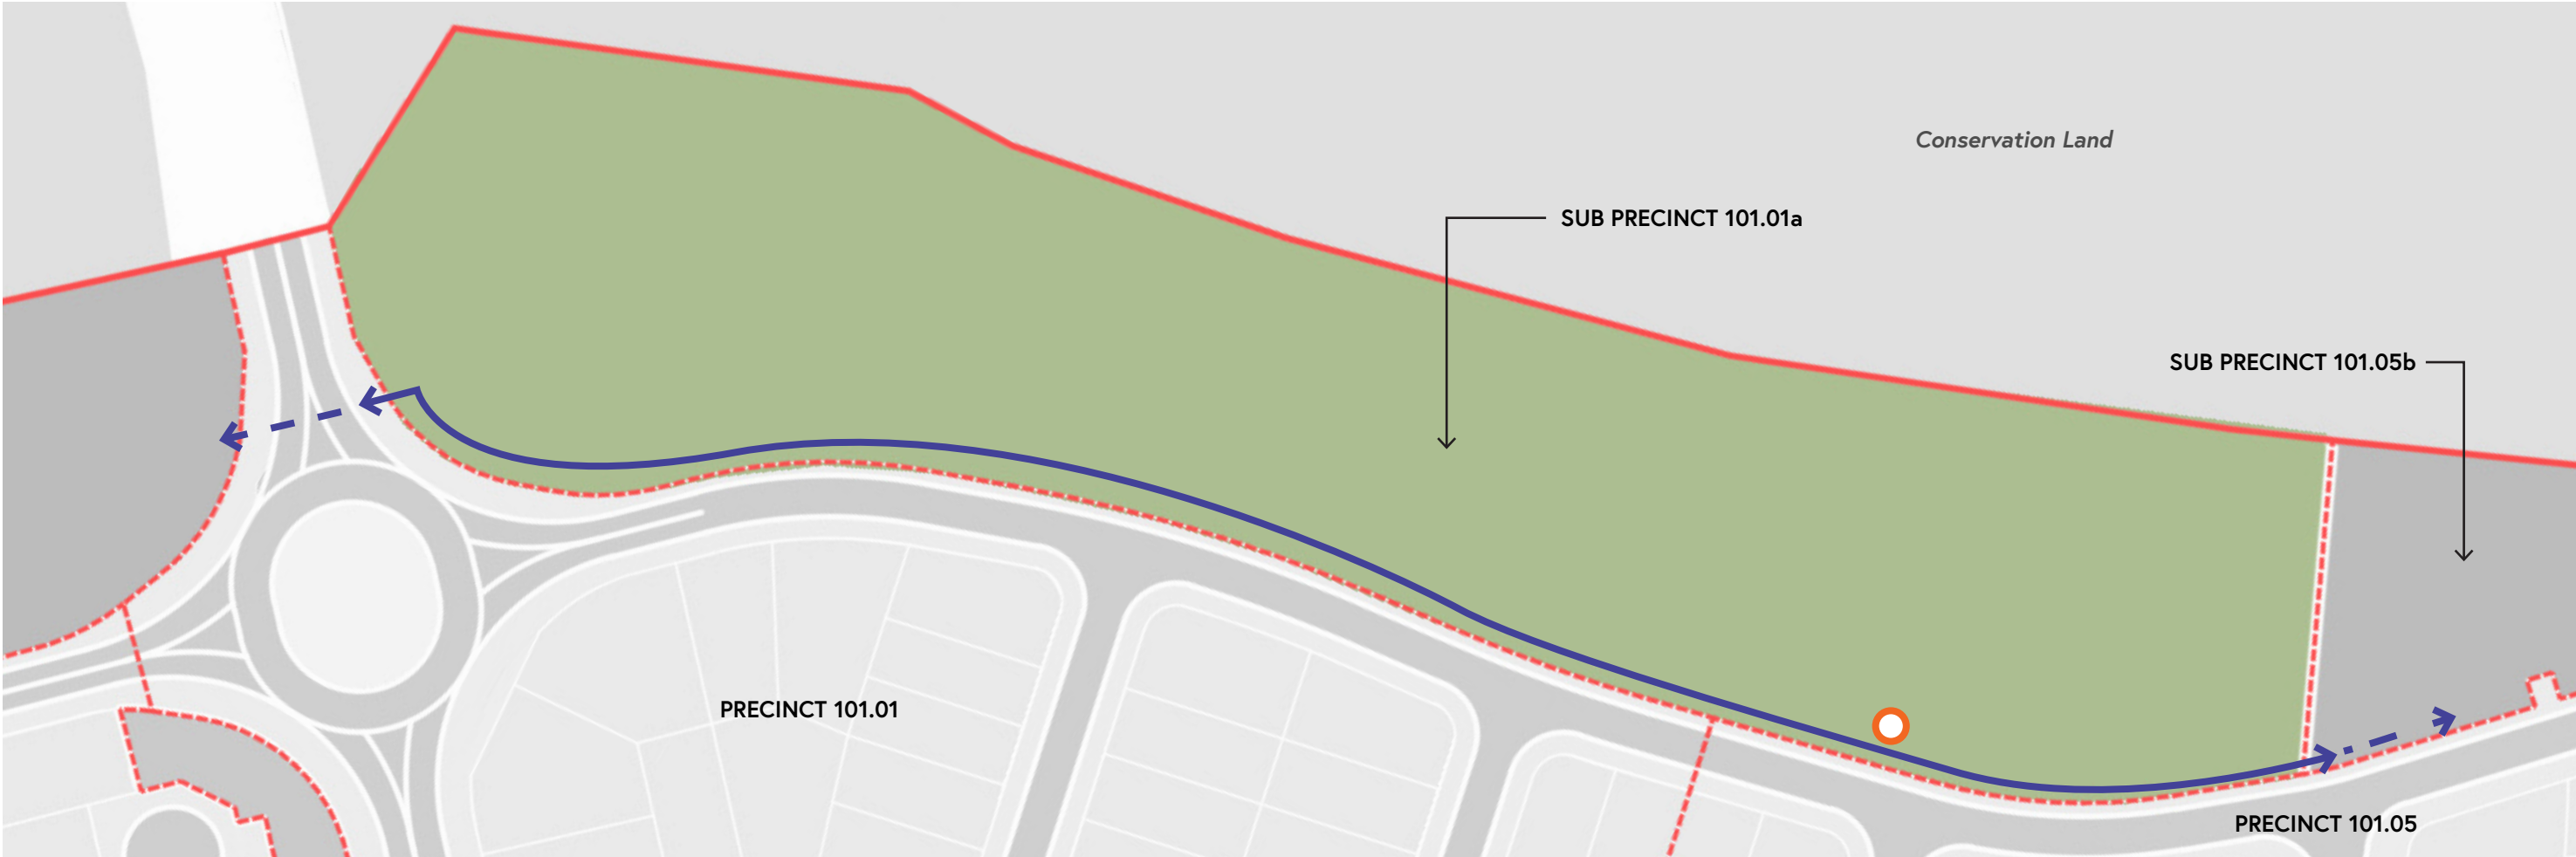 Conservation Land
SUB PRECINCT 101.01a
SUB PRECINCT 101.05b
PRECINCT 101.01
PRECINCT 101.05